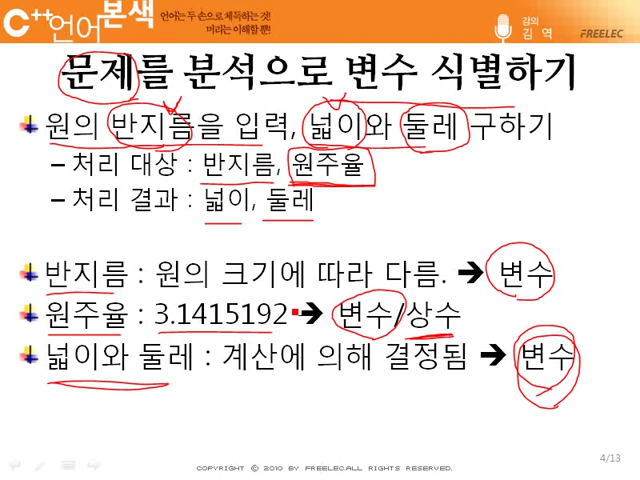 C++언어본색
언어는 두 손으로 체득하는 것!
머리는 이해할 뿐!
강의
김 역
FREELEC
문제를 분석으로 변수 식별하기
원의 반지름을 입력, 넓이와 둘레 구하기
– 처리 대상 : 반지름, 원주율
– 처리 결과 : 넓이, 둘레
반지름 : 원의 크기에 따라 다름. ➔ 변수
원주율 : 3.1415192 ➔ 변수/상수
넓이와 둘레 : 계산에 의해 결정됨 ➔ 변수
4/13
COPYRIGHT ⓒ 2010 BY FREELEC.ALL RIGHTS RESERVED.